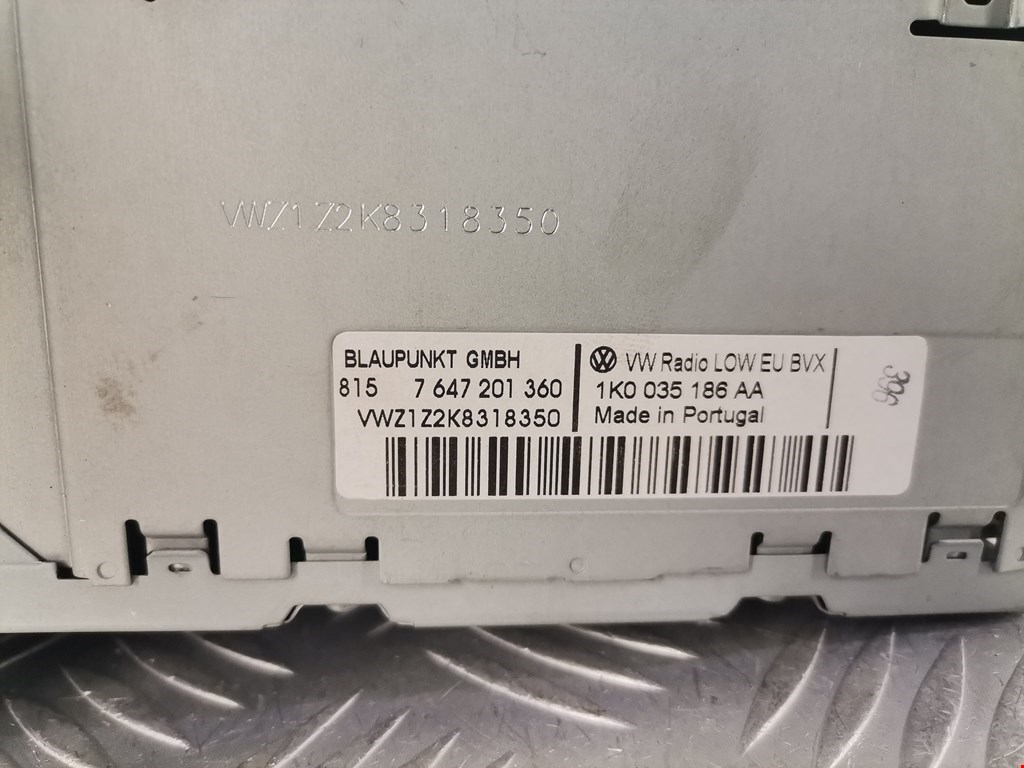 VWZ1Z2K8318350
BLAUPUNKT GMBH
815 7 647 201 360
VWZ1Z2K8318350
VW Radio LOW EU BVX
1K0 035 186 AA
Made in Portugal
396